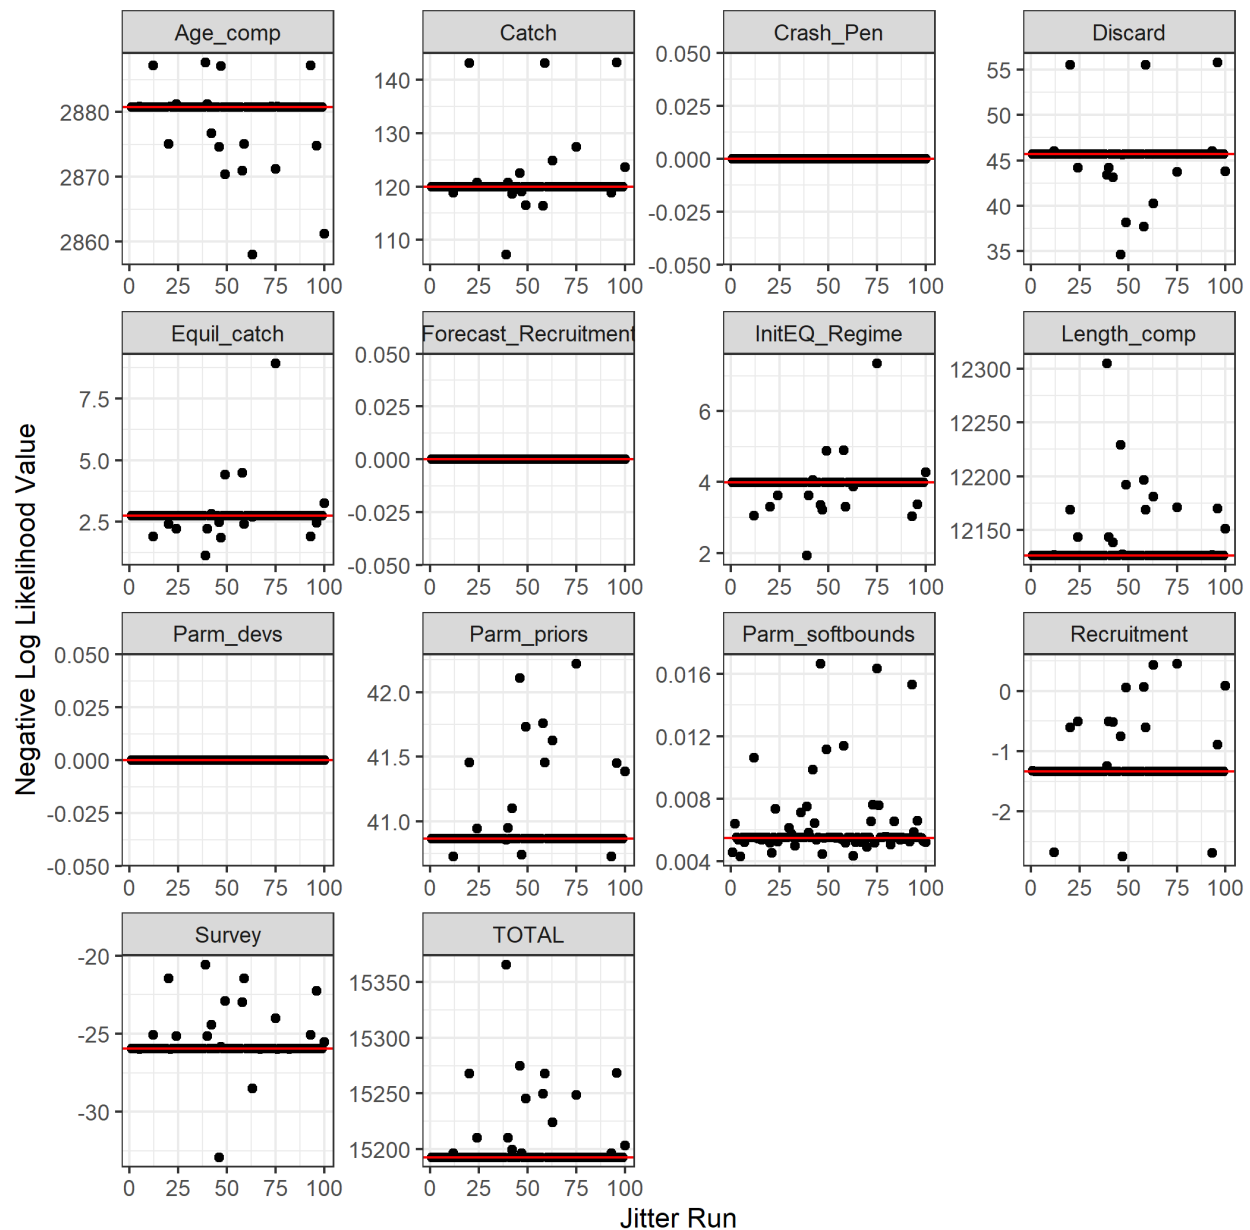 Age_comp Catch Crash_Pen Discard
2880 2870 2860
140 130 120 110
0.050 0.025 0.000 -0.025 -0.050
55 50 45 40 35
0 25 50 75 100 0 25 50 75 100 0 25 50 75 100 0 25 50 75 100
Equil_catch Forecast_Recruitment InitEQ_Regime Length_comp
7.5 5.0 2.5
0.050 0.025 0.000 -0.025 -0.050
6 4 2
12300 12250 12200 12150
0 25 50 75 100 0 25 50 75 100 0 25 50 75 100 0 25 50 75 100
Negative Log Likelihood Value
Parm_devs Parm_priors Parm_softbounds Recruitment
0.050 0.025 0.000 -0.025 -0.050
42.0 41.5 41.0
0.016 0.012 0.008 0.004
0 -1 -2
0 25 50 75 100 0 25 50 75 100 0 25 50 75 100
Survey TOTAL
-20 -25 -30
15350 15300 15250 15200
0 25 50 75 100 0 25 50 75 100
Jitter Run